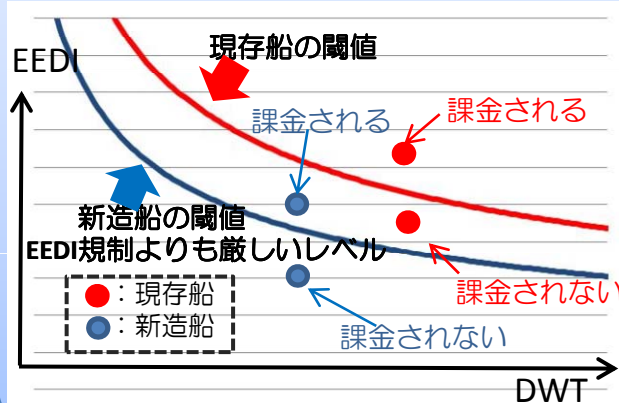 現存船の閾値
EEDI
課金される
課金される
新造船の閾値
EEDI規制よりも厳しいレベル
●：現存船
●：新造船
課金されない
課金されない
DWT